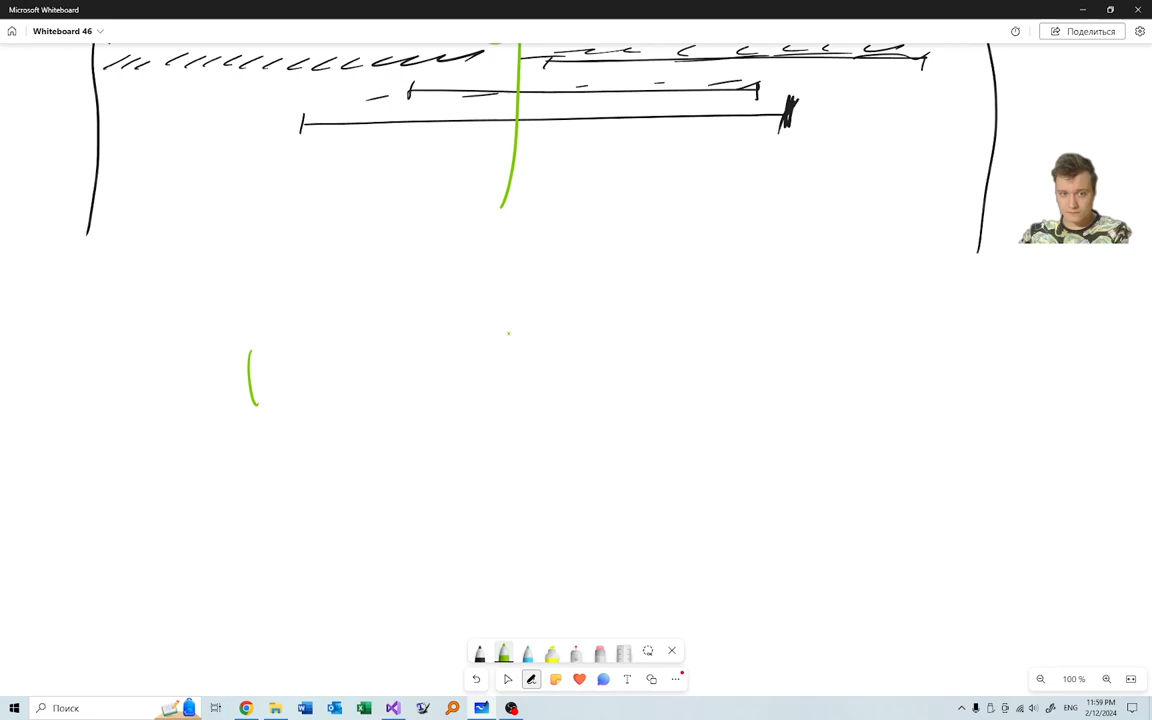 Microsoft Whiteboard
Whiteboard 46
Поделиться
100 %
Поиск
ENG
11:59 PM
2/12/2024